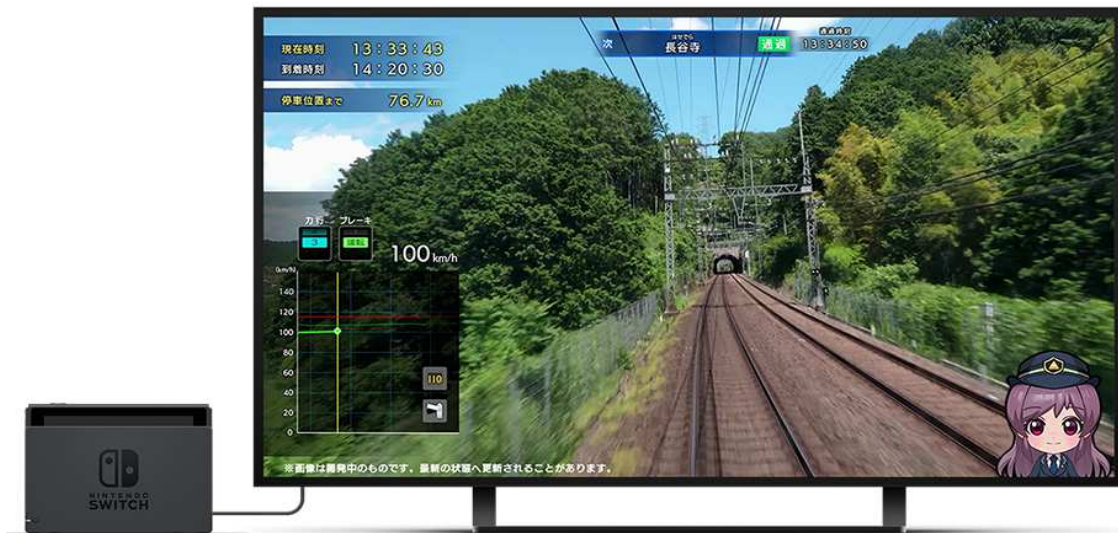 現在時刻 13:33:43
到着時刻 14:20:30
停車位置まで 76.7km
次 はせでら 長谷寺 通過 通過時刻 13:34:50
力行 ブレーキ
3
100km/h
(km/h)
140
120
100
80
60
40
20
0
110
※画像は開発中のものです。最新の状態へ更新されることがあります。
NINTENDO
SWITCH